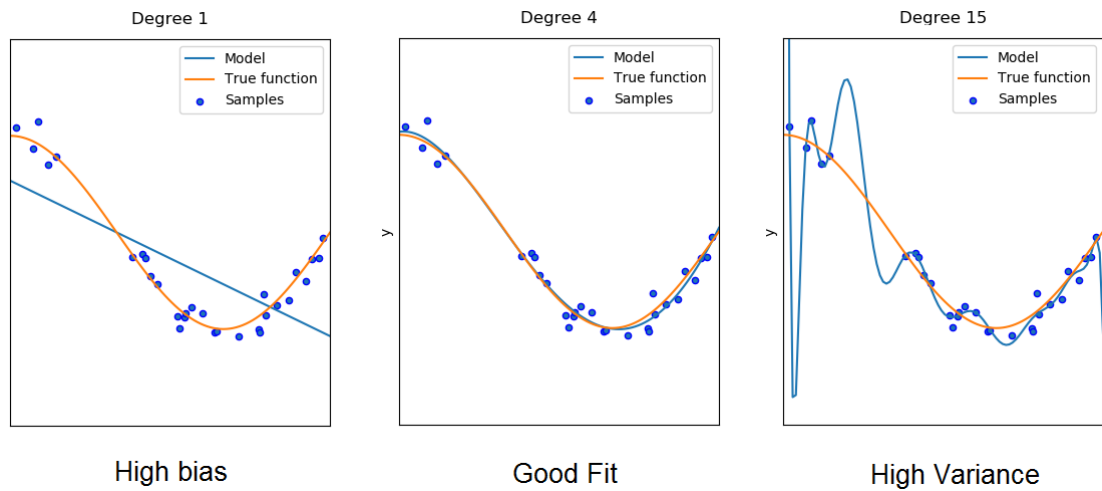 Degree 1
Model
True function
Samples
High bias
Degree 4
Model
True function
Samples
y
Good Fit
Degree 15
Model
True function
Samples
y
High Variance